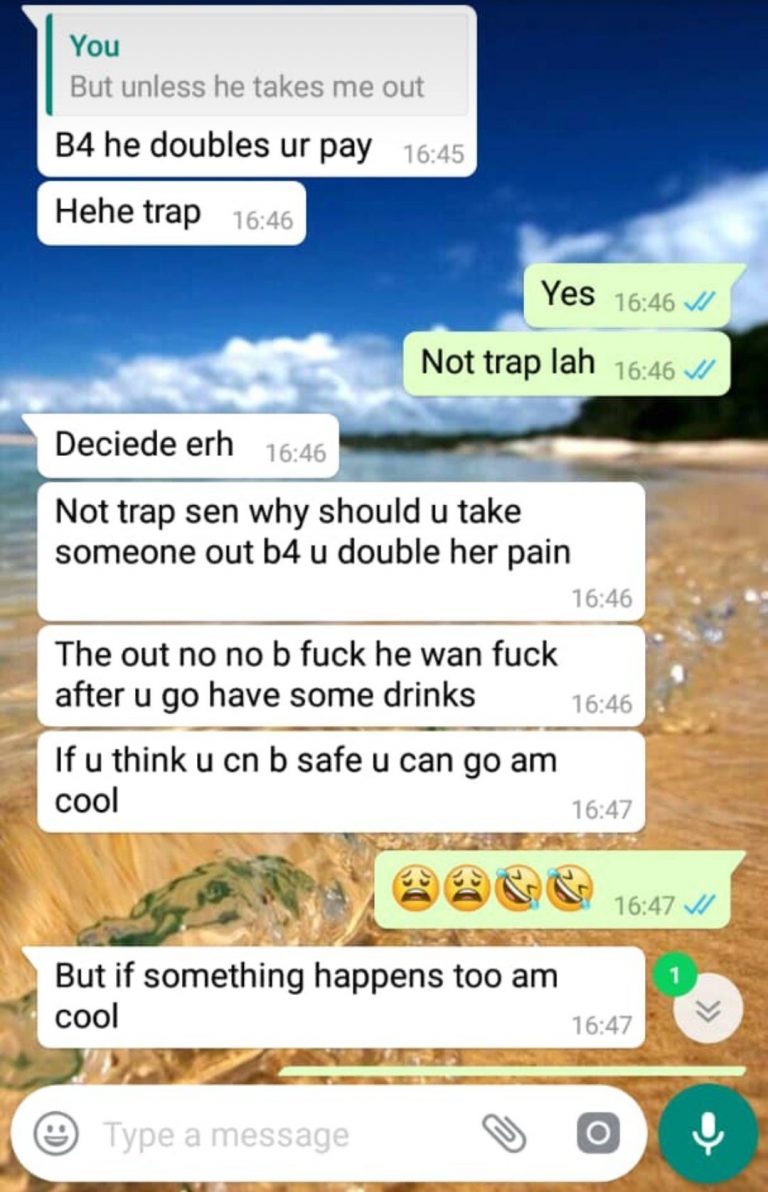 You
But unless he takes me out
B4 he doubles ur pay 16:45
Hehe trap 16:46
Yes 16:46
Not trap lah 16:46
Deciede erh 16:46
Not trap sen why should u take
someone out b4 u double her pain
16:46
The out no no b fuck he wan fuck
after u go have some drinks 16:46
If u think u cn b safe u can go am
cool 16:47
😩😩🤣🤣 16:47
But if something happens too am
cool 16:47
1
Type a message